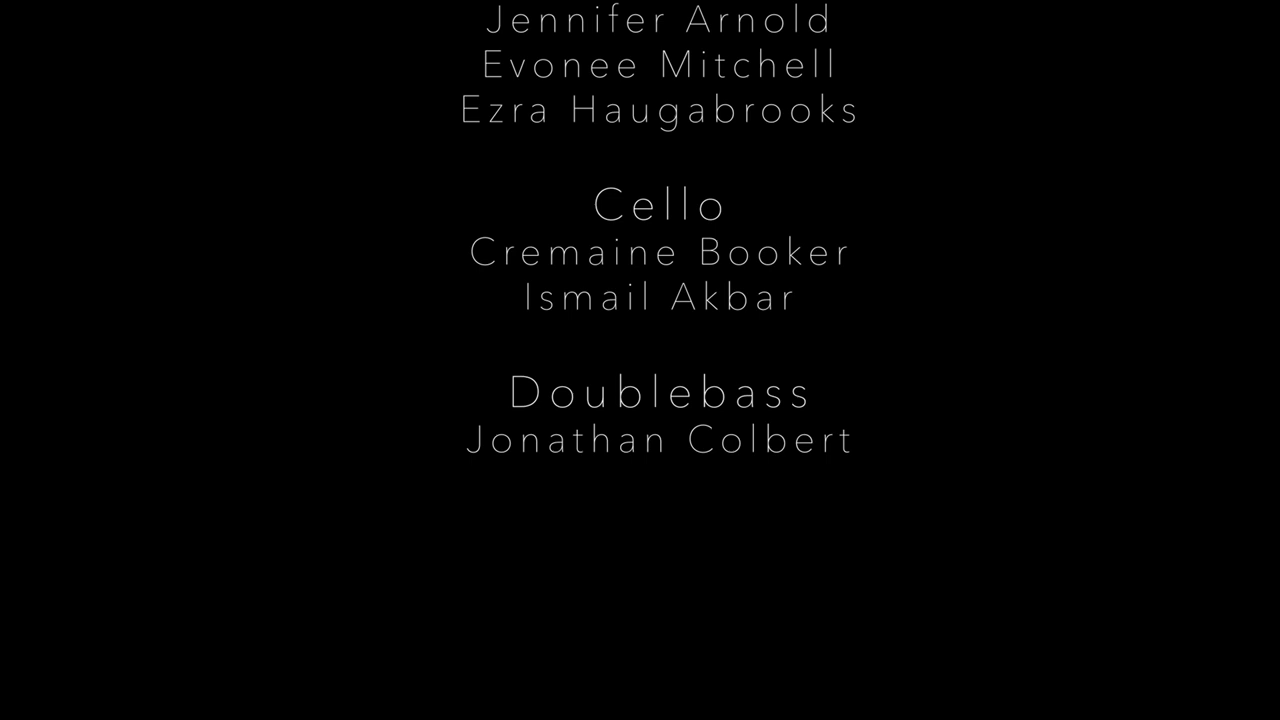 Jennifer Arnold
Evonee Mitchell
Ezra Haugabrooks
Cello
Cremaine Booker
Ismail Akbar
Doublebass
Jonathan Colbert